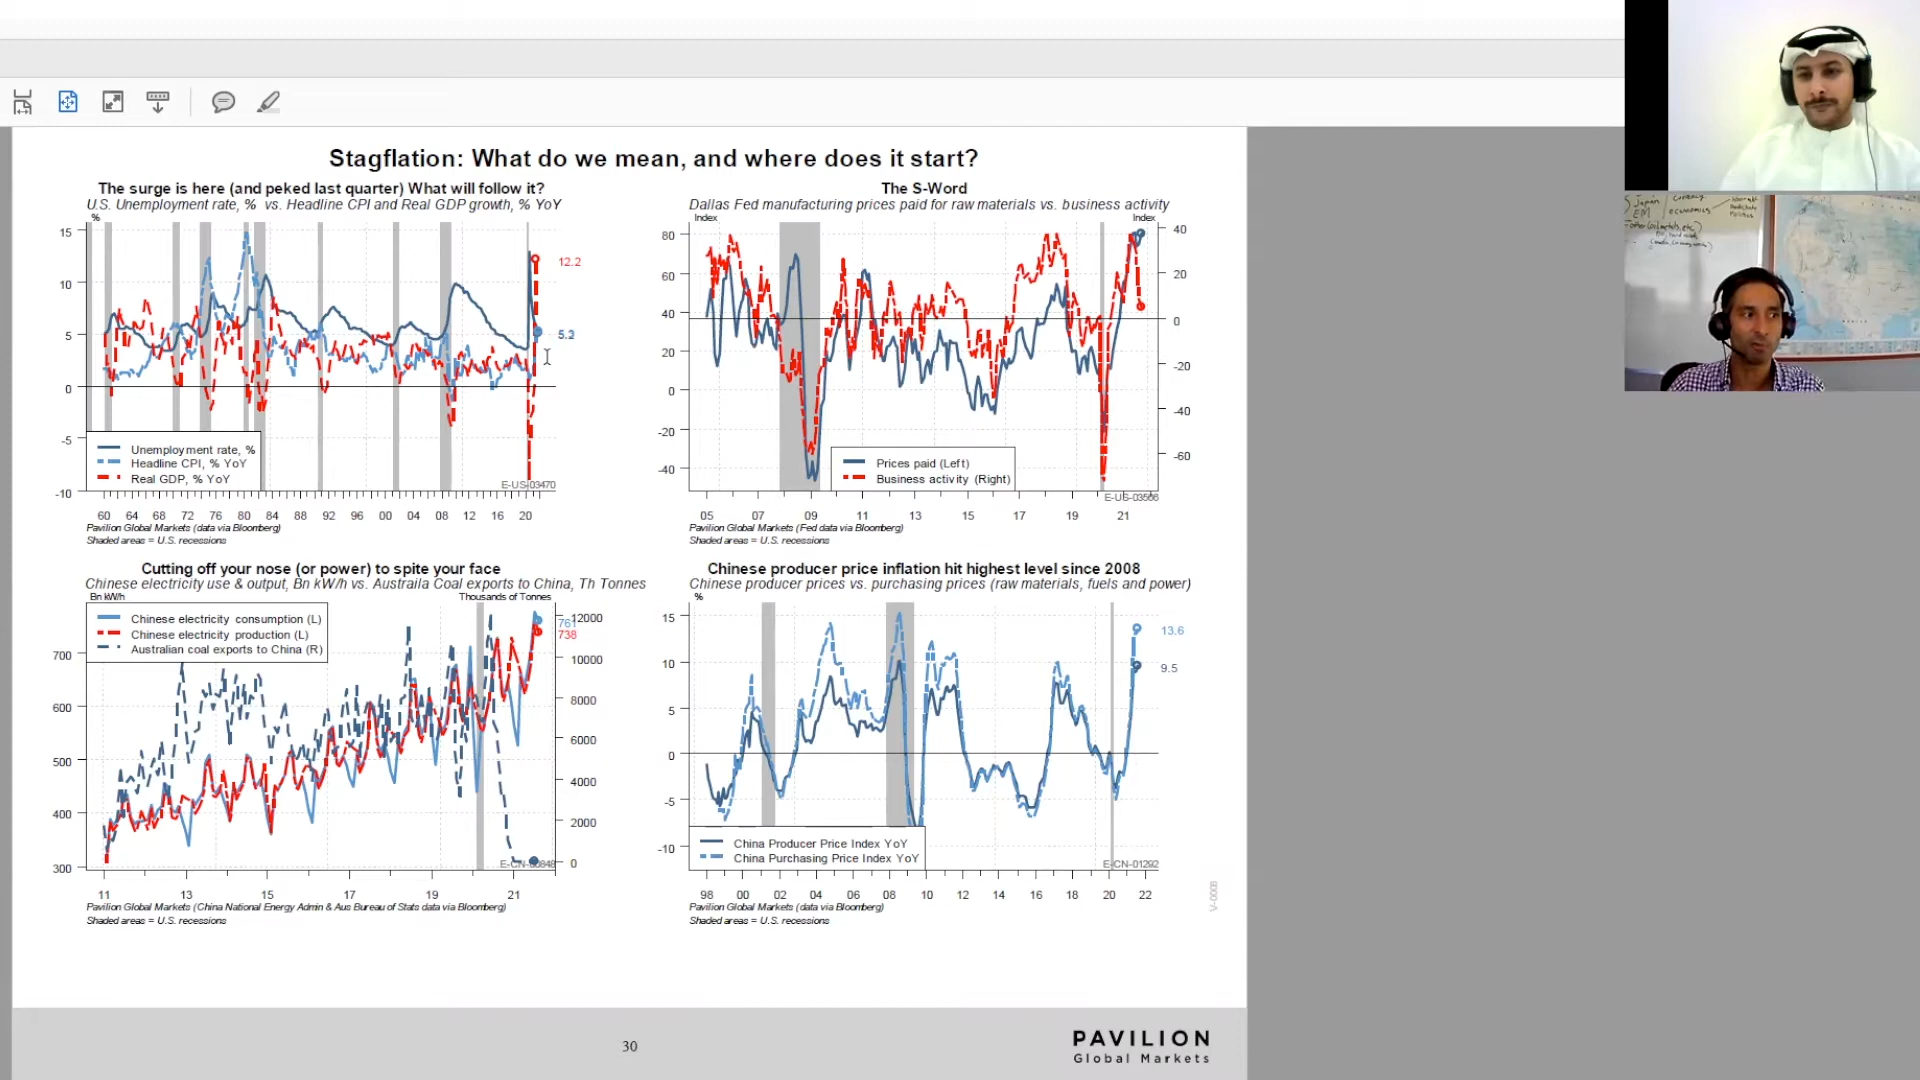 Stagflation: What do we mean, and where does it start?
The surge is here (and peked last quarter) What will follow it?
U.S. Unemployment rate, % vs. Headline CPI and Real GDP growth, % YoY
%
15
10
5
0
-5
-10
12.2
5.2
Unemployment rate, %
Headline CPI, % YoY
Real GDP, % YoY
E-US-03470
60 64 68 72 76 80 84 88 92 96 00 04 08 12 16 20
Pavilion Global Markets (data via Bloomberg)
Shaded areas = U.S. recessions
The S-Word
Dallas Fed manufacturing prices paid for raw materials vs. business activity
Index
Index
80
60
40
20
0
-20
-40
40
20
0
-20
-40
-60
Prices paid (Left)
Business activity (Right)
05 07 09 11 13 15 17 19 21
Pavilion Global Markets (Fed data via Bloomberg)
Shaded areas = U.S. recessions
Cutting off your nose (or power) to spite your face
Chinese electricity use & output, Bn kW/h vs. Austraila Coal exports to China, Th Tonnes
Bn kW/h
Thousands of Tonnes
Chinese electricity consumption (L)
Chinese electricity production (L)
Australian coal exports to China (R)
700
600
500
400
300
761
738
12000
10000
8000
6000
4000
2000
0
11 13 15 17 19 21
Pavilion Global Markets (China National Energy Admin & Aus Bureau of Stats data via Bloomberg)
Shaded areas = U.S. recessions
Chinese producer price inflation hit highest level since 2008
Chinese producer prices vs. purchasing prices (raw materials, fuels and power)
%
15
10
5
0
-5
-10
13.6
9.5
China Producer Price Index YoY
China Purchasing Price Index YoY
E-CN-01292
98 00 02 04 06 08 10 12 14 16 18 20 22
Pavilion Global Markets (data via Bloomberg)
Shaded areas = U.S. recessions
V-0008
30
PAVILION
Global Markets
Japan
EM
economics